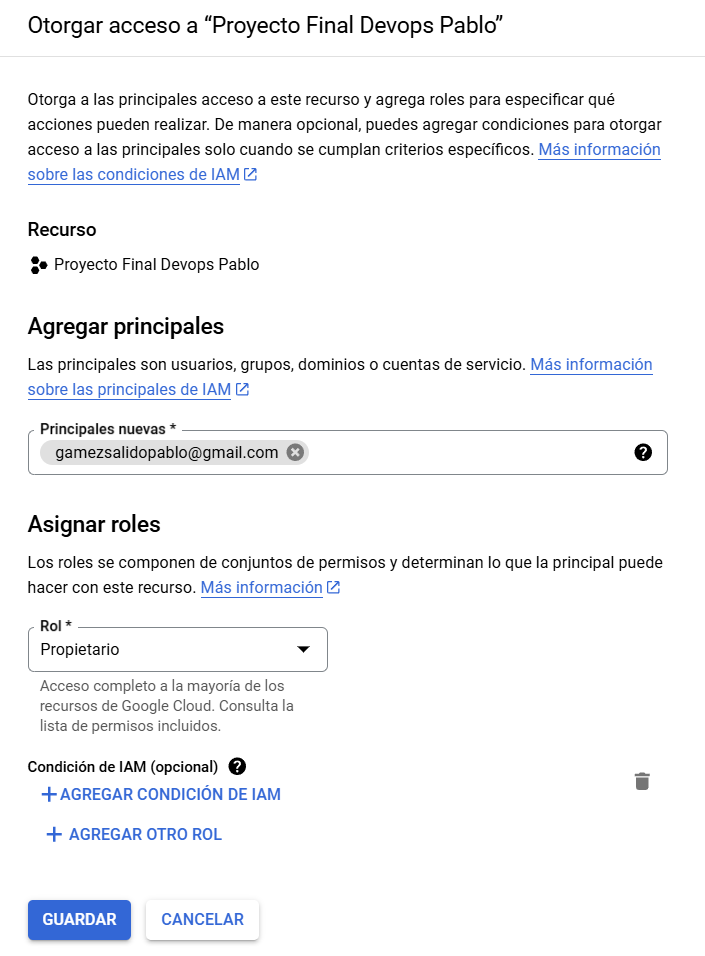 Otorgar acceso a “Proyecto Final Devops Pablo”
Otorga a las principales acceso a este recurso y agrega roles para especificar qué
acciones pueden realizar. De manera opcional, puedes agregar condiciones para otorgar
acceso a las principales solo cuando se cumplan criterios específicos. Más información
sobre las condiciones de IAM
Recurso
Proyecto Final Devops Pablo
Agregar principales
Las principales son usuarios, grupos, dominios o cuentas de servicio. Más información
sobre las principales de IAM
Principales nuevas *
gamezsalidopablo@gmail.com
Asignar roles
Los roles se componen de conjuntos de permisos y determinan lo que la principal puede
hacer con este recurso. Más información
Rol *
Propietario
Acceso completo a la mayoría de los
recursos de Google Cloud. Consulta la
lista de permisos incluidos.
Condición de IAM (opcional)
AGREGAR CONDICIÓN DE IAM
AGREGAR OTRO ROL
GUARDAR CANCELAR